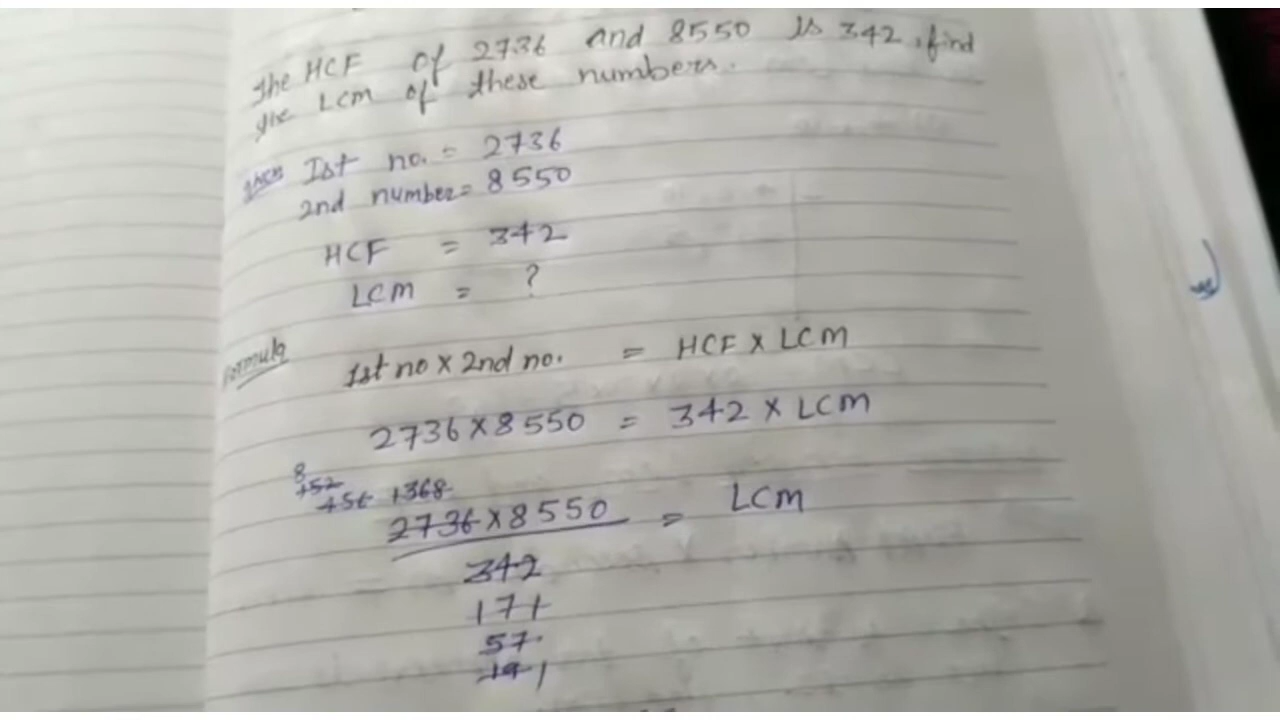 the HCF of 2736 and 8550 is 342, find
the LCM of these numbers.
Ist no. = 2736
2nd number = 8550
HCF = 342
LCM = ?
Formula
1st no x 2nd no. = HCF x LCM
2736 x 8550 = 342 x LCM
8
152
456 1368
2736 x 8550 = LCM
342
171
57
19 1